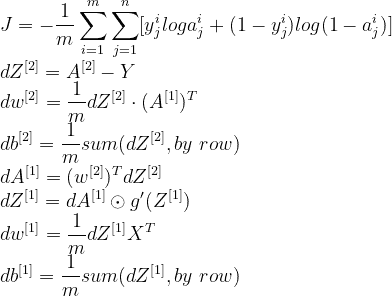 J = -\frac{1}{m} \sum_{i=1}^{m} \sum_{j=1}^{n} [y_j^i log a_j^i + (1 - y_j^i) log(1 - a_j^i)]
dZ^{[2]} = A^{[2]} - Y
dw^{[2]} = \frac{1}{m} dZ^{[2]} \cdot (A^{[1]})^T
db^{[2]} = \frac{1}{m} sum(dZ^{[2]}, by row)
dA^{[1]} = (w^{[2]})^T dZ^{[2]}
dZ^{[1]} = dA^{[1]} \odot g'(Z^{[1]})
dw^{[1]} = \frac{1}{m} dZ^{[1]} X^T
db^{[1]} = \frac{1}{m} sum(dZ^{[1]}, by row)